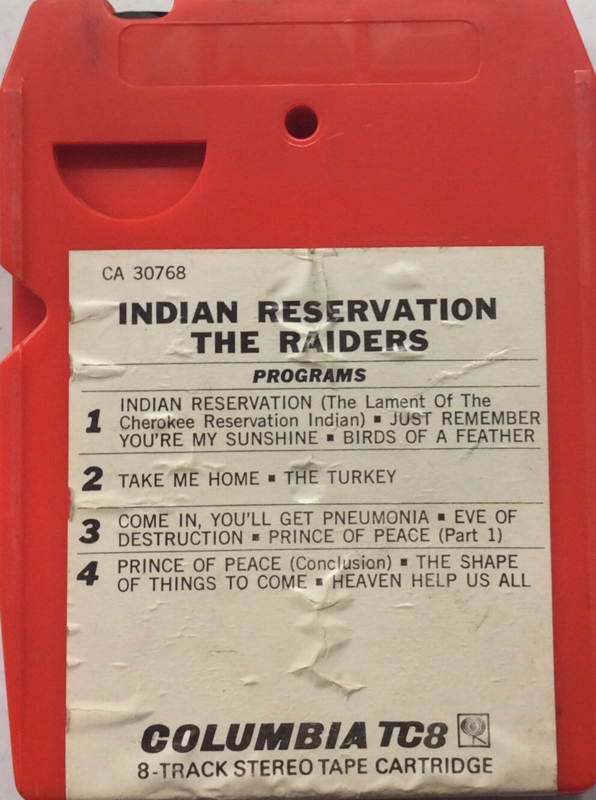 CA 30768
INDIAN RESERVATION
THE RAIDERS
PROGRAMS
1 INDIAN RESERVATION (The Lament Of The
Cherokee Reservation Indian) ▪ JUST REMEMBER
YOU'RE MY SUNSHINE ▪ BIRDS OF A FEATHER
2 TAKE ME HOME ▪ THE TURKEY
3 COME IN, YOU'LL GET PNEUMONIA ▪ EVE OF
DESTRUCTION ▪ PRINCE OF PEACE (Part 1)
4 PRINCE OF PEACE (Conclusion) ▪ THE SHAPE
OF THINGS TO COME ▪ HEAVEN HELP US ALL
COLUMBIA TC8
8-TRACK STEREO TAPE CARTRIDGE